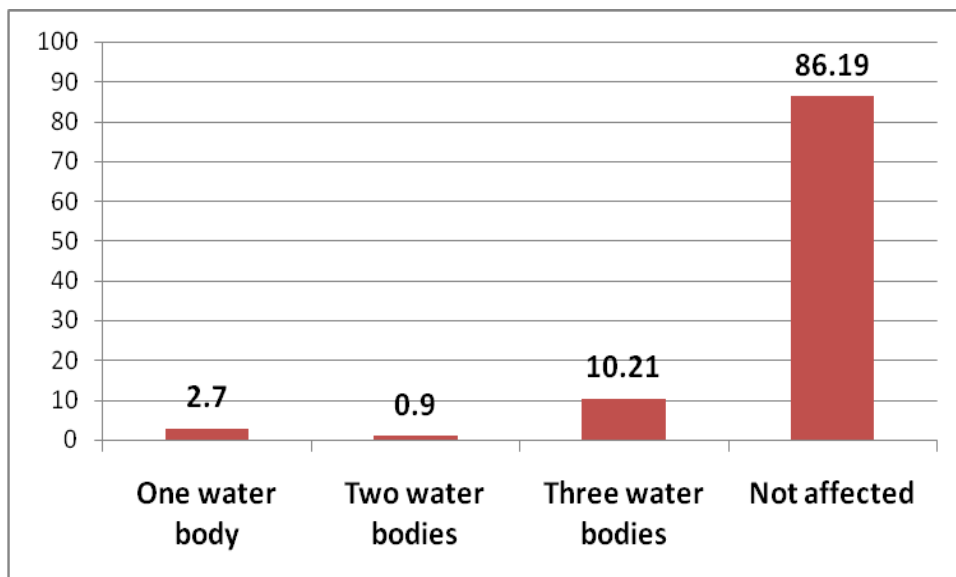 100
90
80
70
60
50
40
30
20
10
0
2.7
0.9
10.21
86.19
One water
body
Two water
bodies
Three water
bodies
Not affected